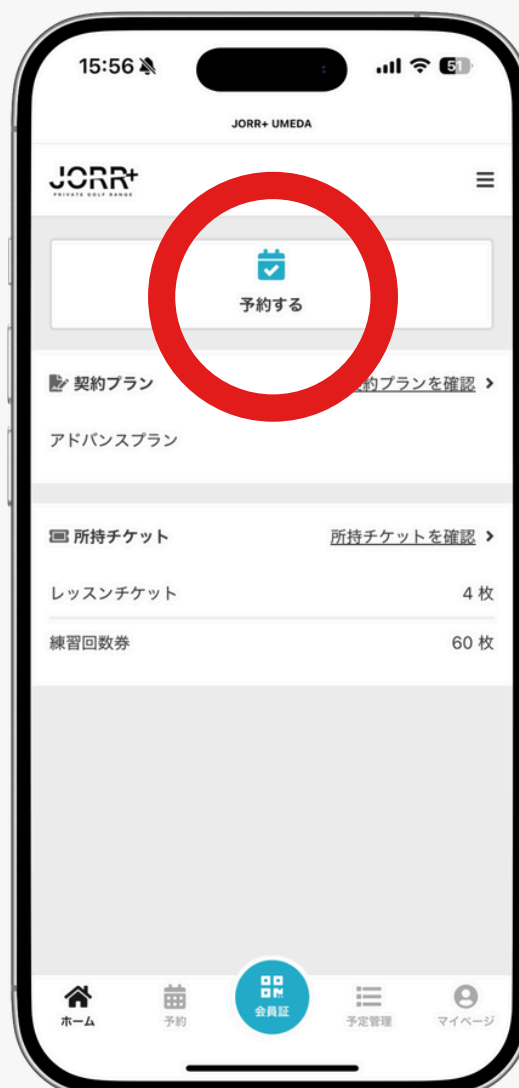 15:56
51
JORR+ UMEDA
JORR+
PRIVATE GOLF RANGE
予約する
契約プラン
約プランを確認 >
アドバンスプラン
所持チケット
所持チケットを確認 >
レッスンチケット 4 枚
練習回数券 60 枚
ホーム
予約
会員証
予定管理
マイページ